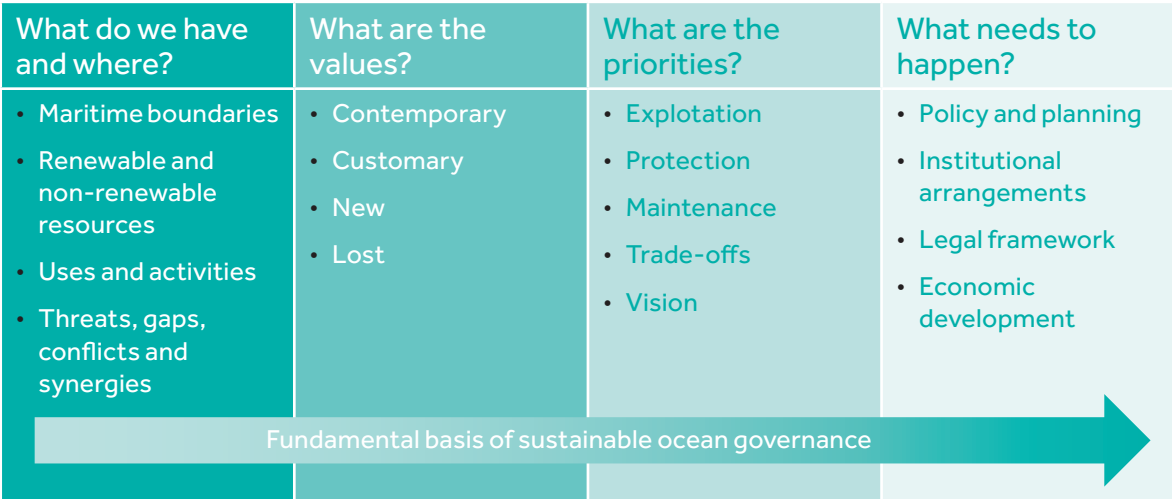 What do we have
and where?
• Maritime boundaries
• Renewable and
non-renewable
resources
• Uses and activities
• Threats, gaps,
conflicts and
synergies
What are the
values?
• Contemporary
• Customary
• New
• Lost
What are the
priorities?
• Explotation
• Protection
• Maintenance
• Trade-offs
• Vision
What needs to
happen?
• Policy and planning
• Institutional
arrangements
• Legal framework
• Economic
development
Fundamental basis of sustainable ocean governance